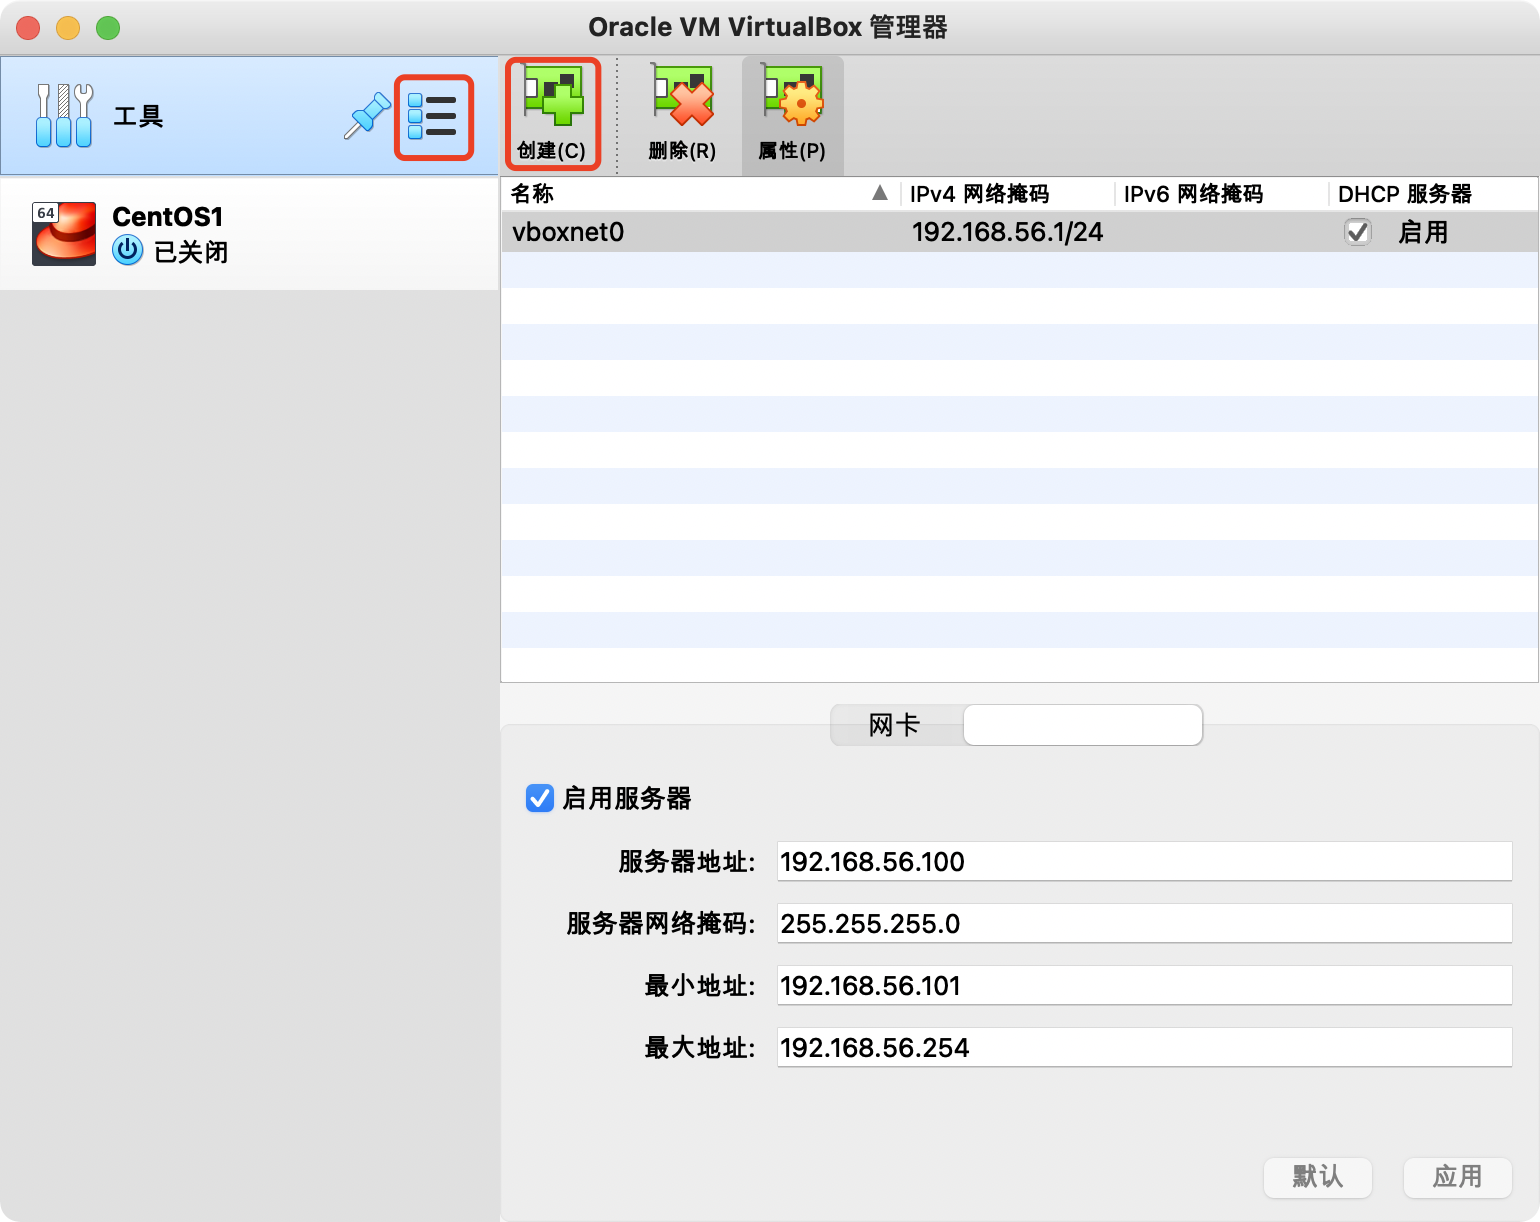 Oracle VM VirtualBox 管理器
工具
创建(C)
删除(R)
属性(P)
64
CentOS1
已关闭
名称
IPv4 网络掩码
IPv6 网络掩码
DHCP 服务器
vboxnet0
192.168.56.1/24
启用
网卡
启用服务器
服务器地址: 192.168.56.100
服务器网络掩码: 255.255.255.0
最小地址: 192.168.56.101
最大地址: 192.168.56.254
默认
应用